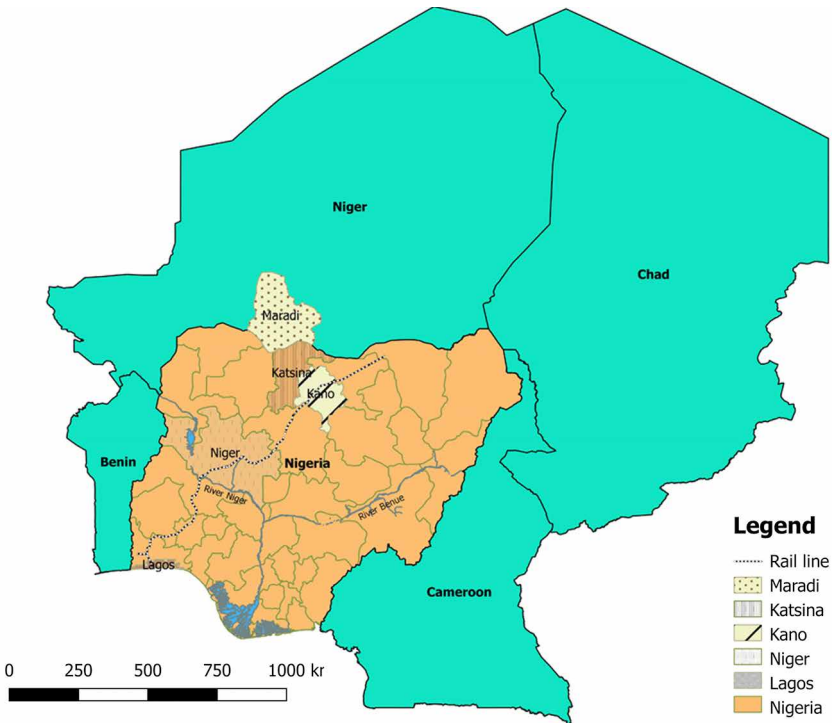 Niger
Chad
Maradi
Katsina
Kano
Niger
Nigeria
Benin
River Niger
River Benue
Lagos
Cameroon
Legend
Rail line
Maradi
Katsina
Kano
Niger
Lagos
Nigeria
0 250 500 750 1000 kr